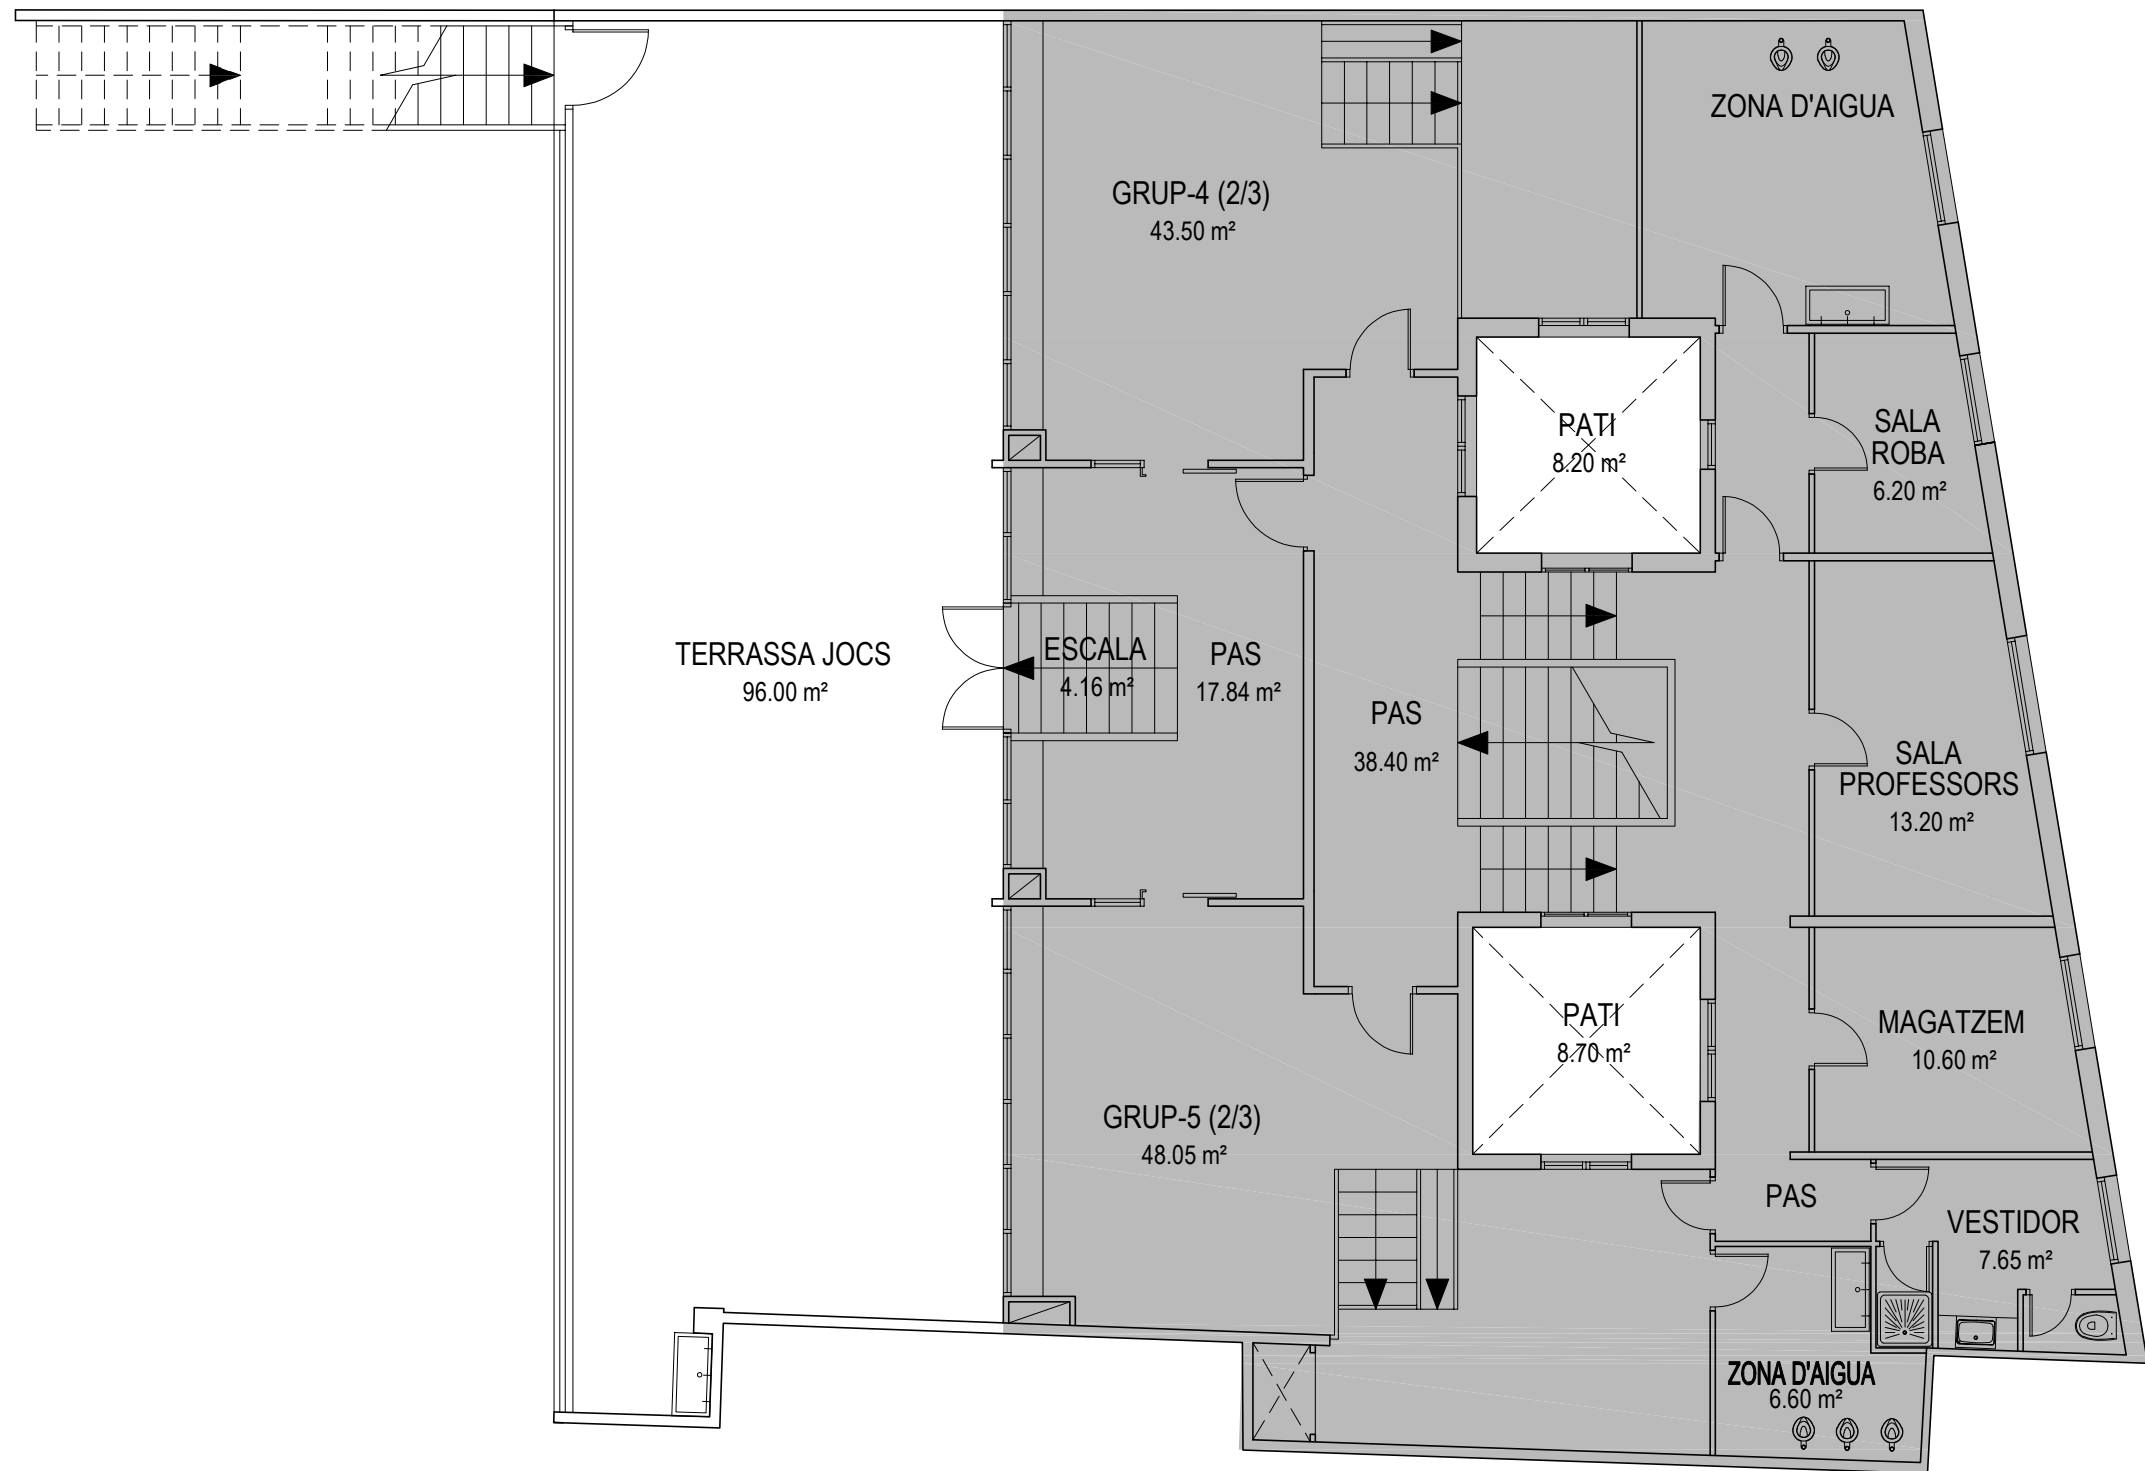 ZONA D'AIGUA
GRUP-4 (2/3)
43.50 m²
PATI
8.20 m²
SALA
ROBA
6.20 m²
TERRASSA JOCS
96.00 m²
ESCALA
4.16 m²
PAS
17.84 m²
PAS
38.40 m²
SALA
PROFESSORS
13.20 m²
PATI
8.70 m²
MAGATZEM
10.60 m²
GRUP-5 (2/3)
48.05 m²
PAS
VESTIDOR
7.65 m²
ZONA D'AIGUA
6.60 m²